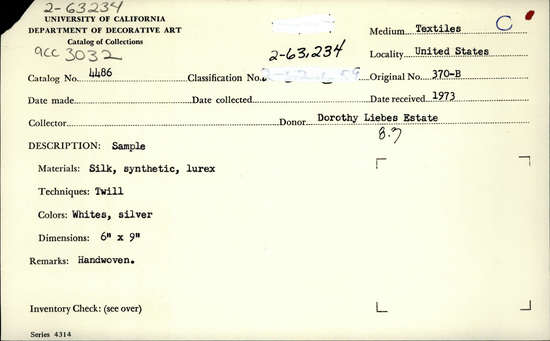 2-63234
UNIVERSITY OF CALIFORNIA
DEPARTMENT OF DECORATIVE ART
Catalog of Collections
acc 3032
Medium Textiles C
2-63,234
Locality United States
Catalog No. 4486 Classification No. Original No. 370-B
Date made Date collected Date received 1973
Collector Donor Dorothy Liebes Estate
DESCRIPTION: Sample
Materials: Silk, synthetic, lurex
Techniques: Twill
Colors: Whites, silver
Dimensions: 6" x 9"
Remarks: Handwoven.
Inventory Check: (see over)
Series 4314